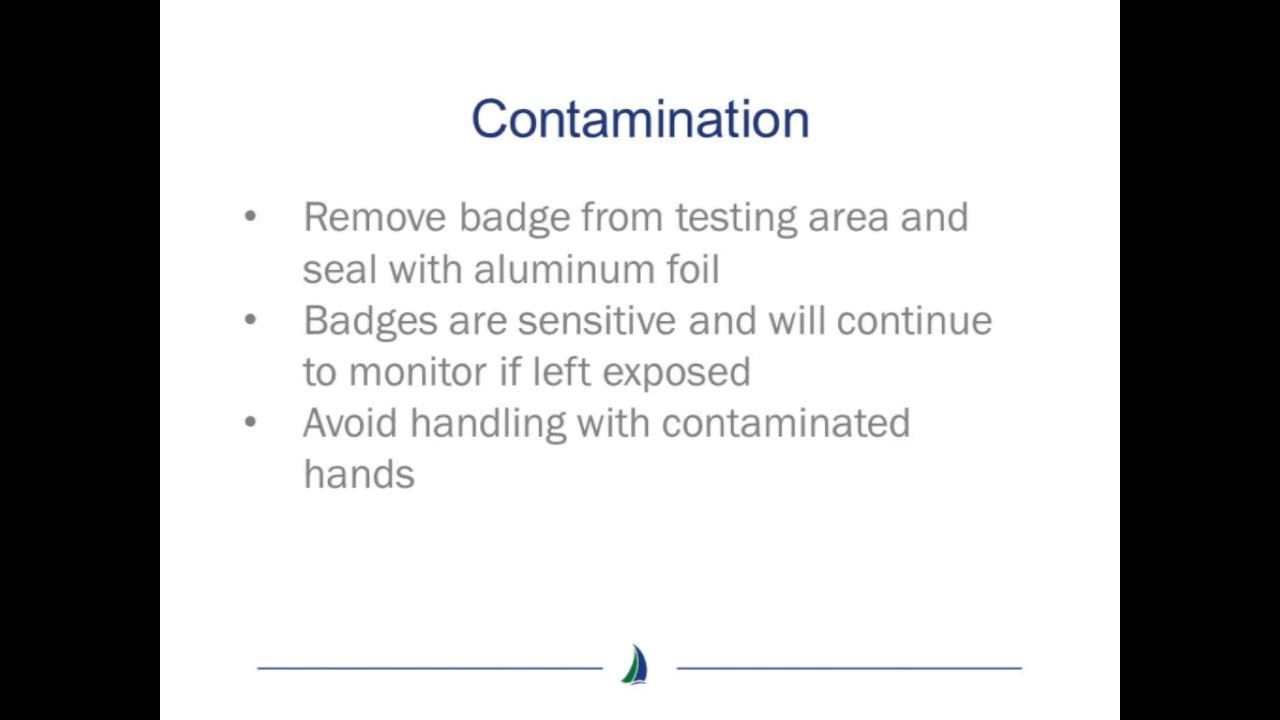 Contamination
• Remove badge from testing area and
seal with aluminum foil
• Badges are sensitive and will continue
to monitor if left exposed
• Avoid handling with contaminated
hands